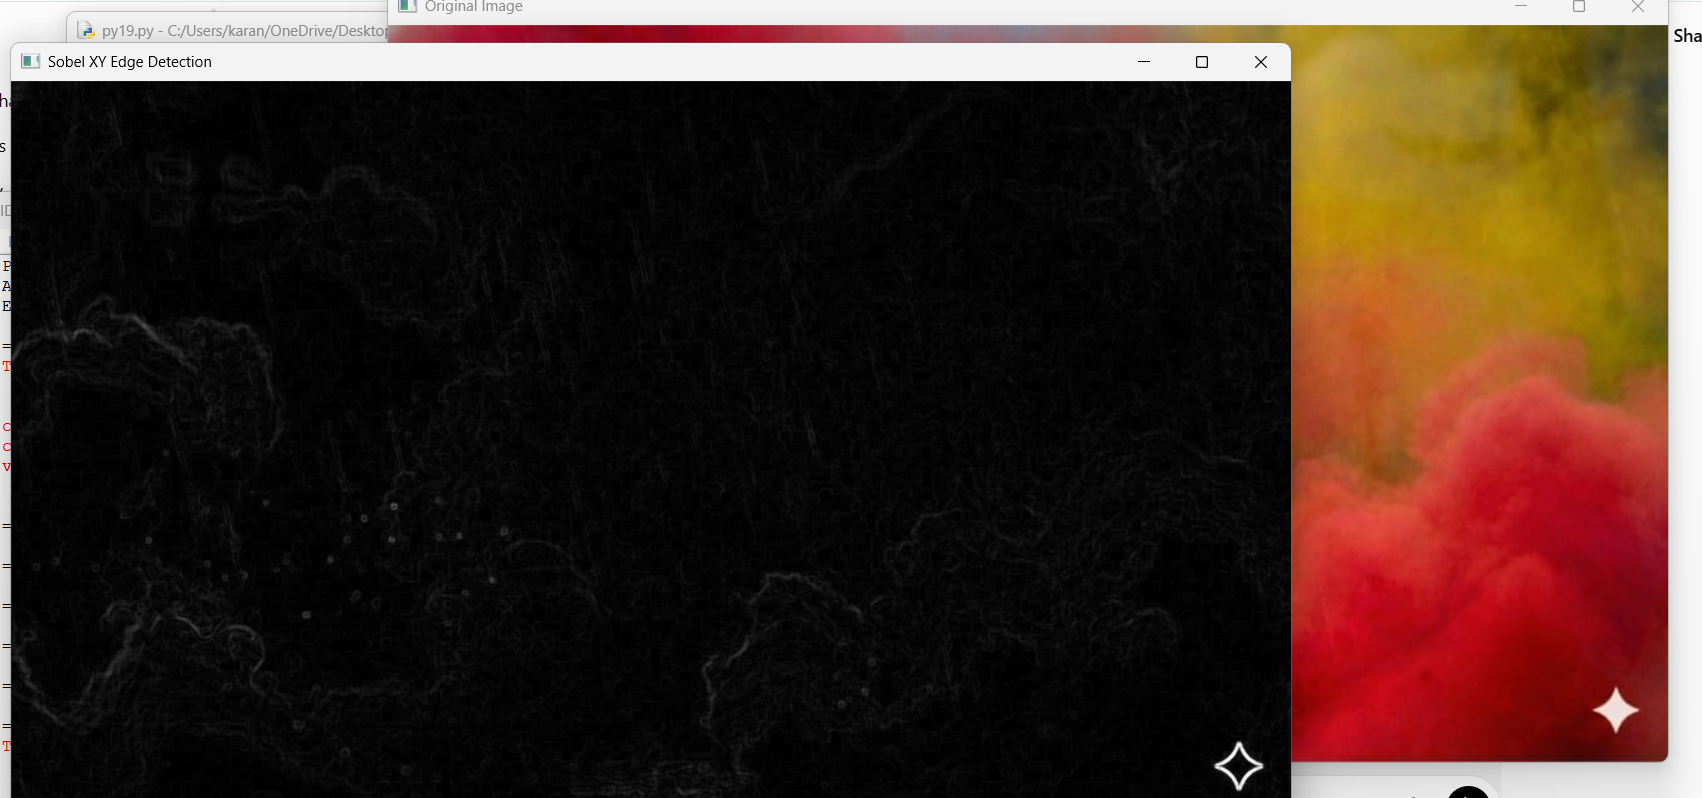 Original Image
py19.py - C:/Users/karan/OneDrive/Desktop
Sha
Sobel XY Edge Detection